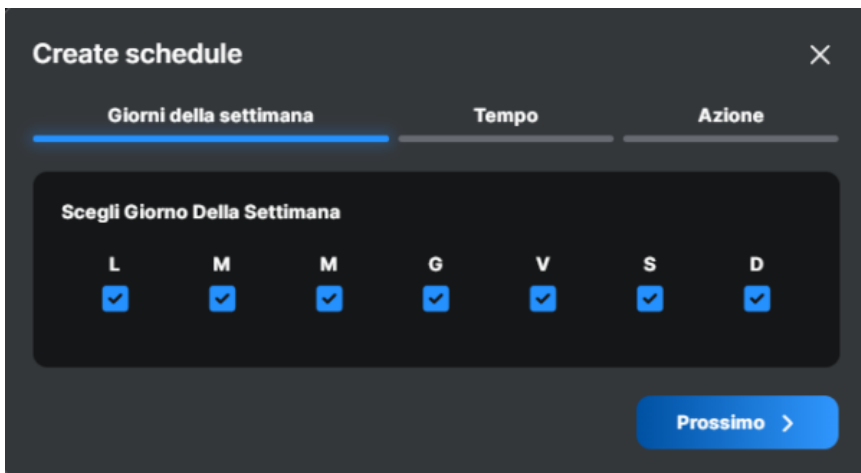 Create schedule
Giorni della settimana Tempo Azione
Scegli Giorno Della Settimana
L M M G V S D
Prossimo